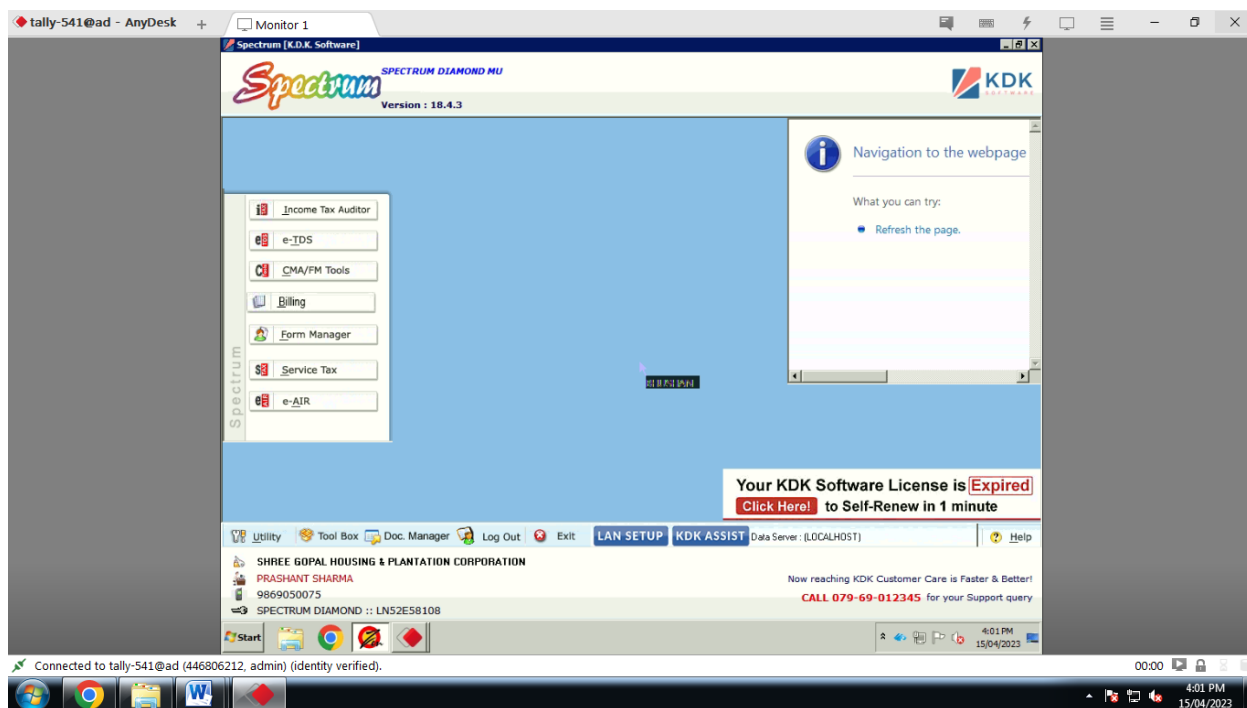 tally-541@ad - AnyDesk
+
Monitor 1
Spectrum [K.D.K. Software]
Spectrum
SPECTRUM DIAMOND MU
Version : 18.4.3
KDK
SOFTWARE
Navigation to the webpage
What you can try:
Refresh the page.
Income Tax Auditor
e-TDS
CMA/FM Tools
Billing
Form Manager
Service Tax
e-AIR
Spectrum
Your KDK Software License is Expired
Click Here! to Self-Renew in 1 minute
Utility Tool Box Doc. Manager Log Out Exit LAN SETUP KDK ASSIST Data Server : (LOCALHOST) Help
SHREE GOPAL HOUSING & PLANTATION CORPORATION
PRASHANT SHARMA
9869050075
SPECTRUM DIAMOND :: LN52E58108
Now reaching KDK Customer Care is Faster & Better!
CALL 079-69-012345 for your Support query
Start
4:01 PM
15/04/2023
Connected to tally-541@ad (446806212, admin) (identity verified).
00:00
4:01 PM
15/04/2023